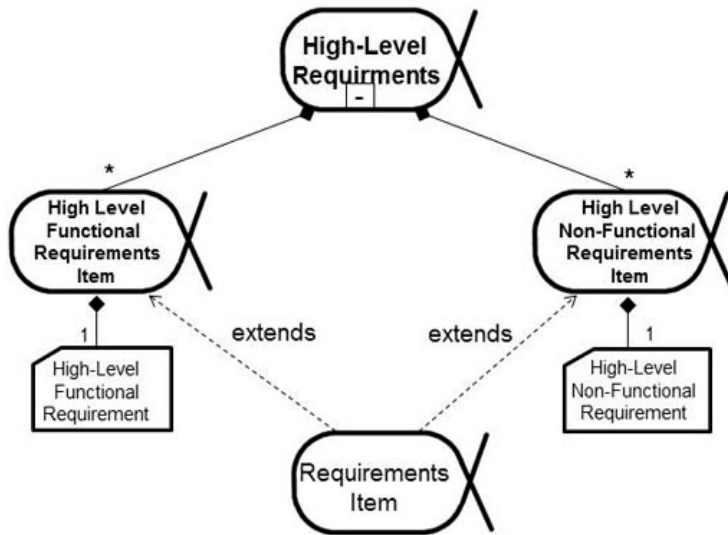 High-Level
Requirments
-
*
*
High Level
Functional
Requirements
Item
High Level
Non-Functional
Requirements
Item
extends
extends
1
1
High-Level
Functional
Requirement
High-Level
Non-Functional
Requirement
Requirements
Item